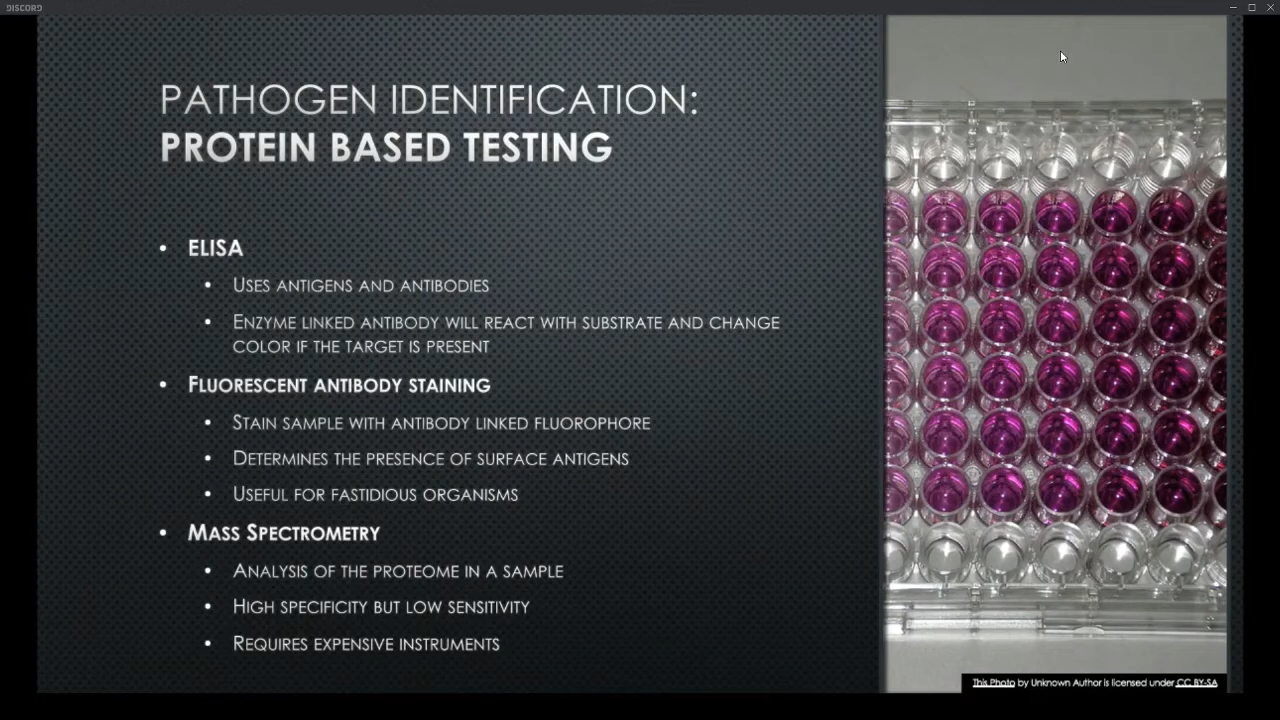 DISCORD
PATHOGEN IDENTIFICATION:
PROTEIN BASED TESTING
• ELISA
• USES ANTIGENS AND ANTIBODIES
• ENZYME LINKED ANTIBODY WILL REACT WITH SUBSTRATE AND CHANGE
COLOR IF THE TARGET IS PRESENT
• FLUORESCENT ANTIBODY STAINING
• STAIN SAMPLE WITH ANTIBODY LINKED FLUOROPHORE
• DETERMINES THE PRESENCE OF SURFACE ANTIGENS
• USEFUL FOR FASTIDIOUS ORGANISMS
• MASS SPECTROMETRY
• ANALYSIS OF THE PROTEOME IN A SAMPLE
• HIGH SPECIFICITY BUT LOW SENSITIVITY
• REQUIRES EXPENSIVE INSTRUMENTS
This Photo by Unknown Author is licensed under CC BY-SA